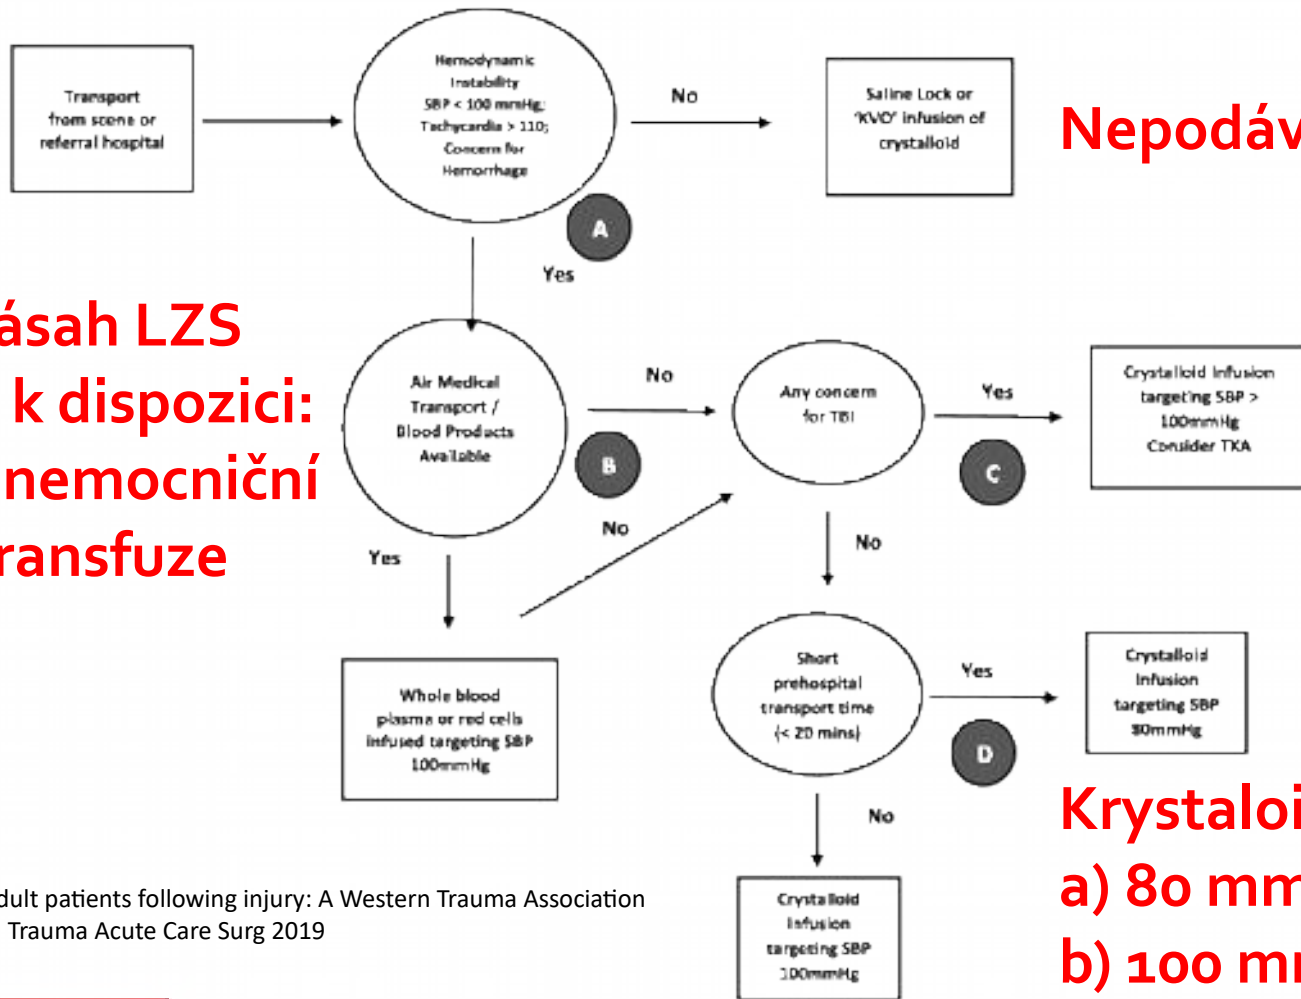 Transport
from scene or
referral hospital
Hemodynamic
Instability
SBP < 100 mmHg;
Tachycardia > 110;
Concern for
Hemorrhage
No
Saline Lock or
'KVO' infusion of
crystalloid
Nepodáv
A
Yes
ásah LZS
k dispozici:
nemocniční
ransfuze
Air Medical
Transport /
Blood Products
Available
No
B
Any concern
for TBI
Yes
C
Crystalloid Infusion
targeting SBP >
100mmHg
Consider TXA
Yes
No
No
Whole blood
plasma or red cells
infused targeting SBP
100mmHg
Short
prehospital
transport time
(< 20 mins)
Yes
D
Crystalloid
Infusion
targeting SBP
80mmHg
No
Krystaloi
a) 80 mm
b) 100 m
Crystalloid
Infusion
targeting SBP
100mmHg
dult patients following injury: A Western Trauma Association
Trauma Acute Care Surg 2019